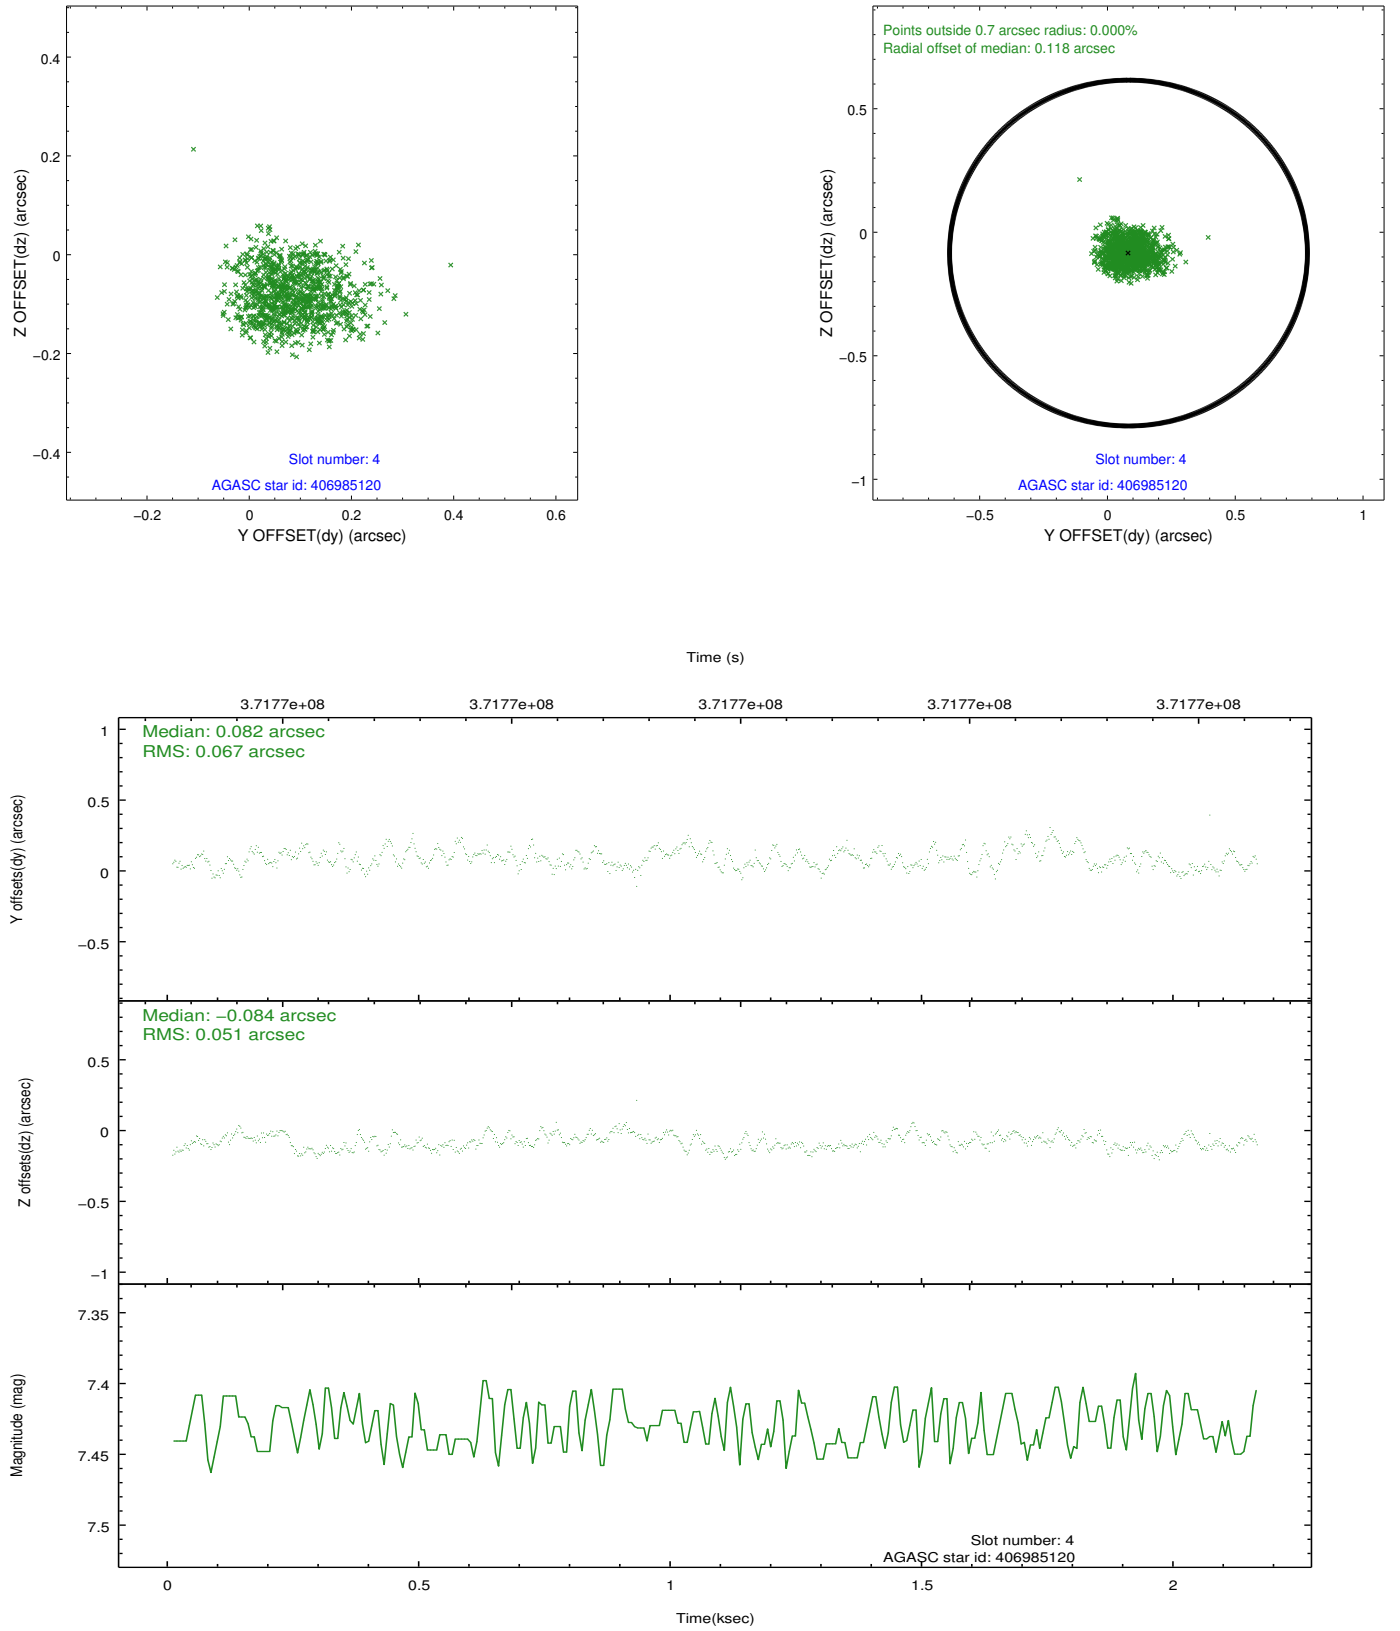 0.4
0.2
0
−0.2
−0.4
Z OFFSET(dz) (arcsec)
Slot number: 4
AGASC star id: 406985120
−0.2 0 0.2 0.4 0.6
Y OFFSET(dy) (arcsec)
Points outside 0.7 arcsec radius: 0.000%
Radial offset of median: 0.118 arcsec
0.5
0
−0.5
−1
Z OFFSET(dz) (arcsec)
Slot number: 4
AGASC star id: 406985120
−0.5 0 0.5 1
Y OFFSET(dy) (arcsec)
Time (s)
3.7177e+08 3.7177e+08 3.7177e+08 3.7177e+08 3.7177e+08
Median: 0.082 arcsec
RMS: 0.067 arcsec
1
0.5
0
−0.5
Y offsets(dy) (arcsec)
Median: −0.084 arcsec
RMS: 0.051 arcsec
0.5
0
−0.5
−1
Z offsets(dz) (arcsec)
7.35
7.4
7.45
7.5
Magnitude (mag)
Slot number: 4
AGASC star id: 406985120
0 0.5 1 1.5 2
Time(ksec)